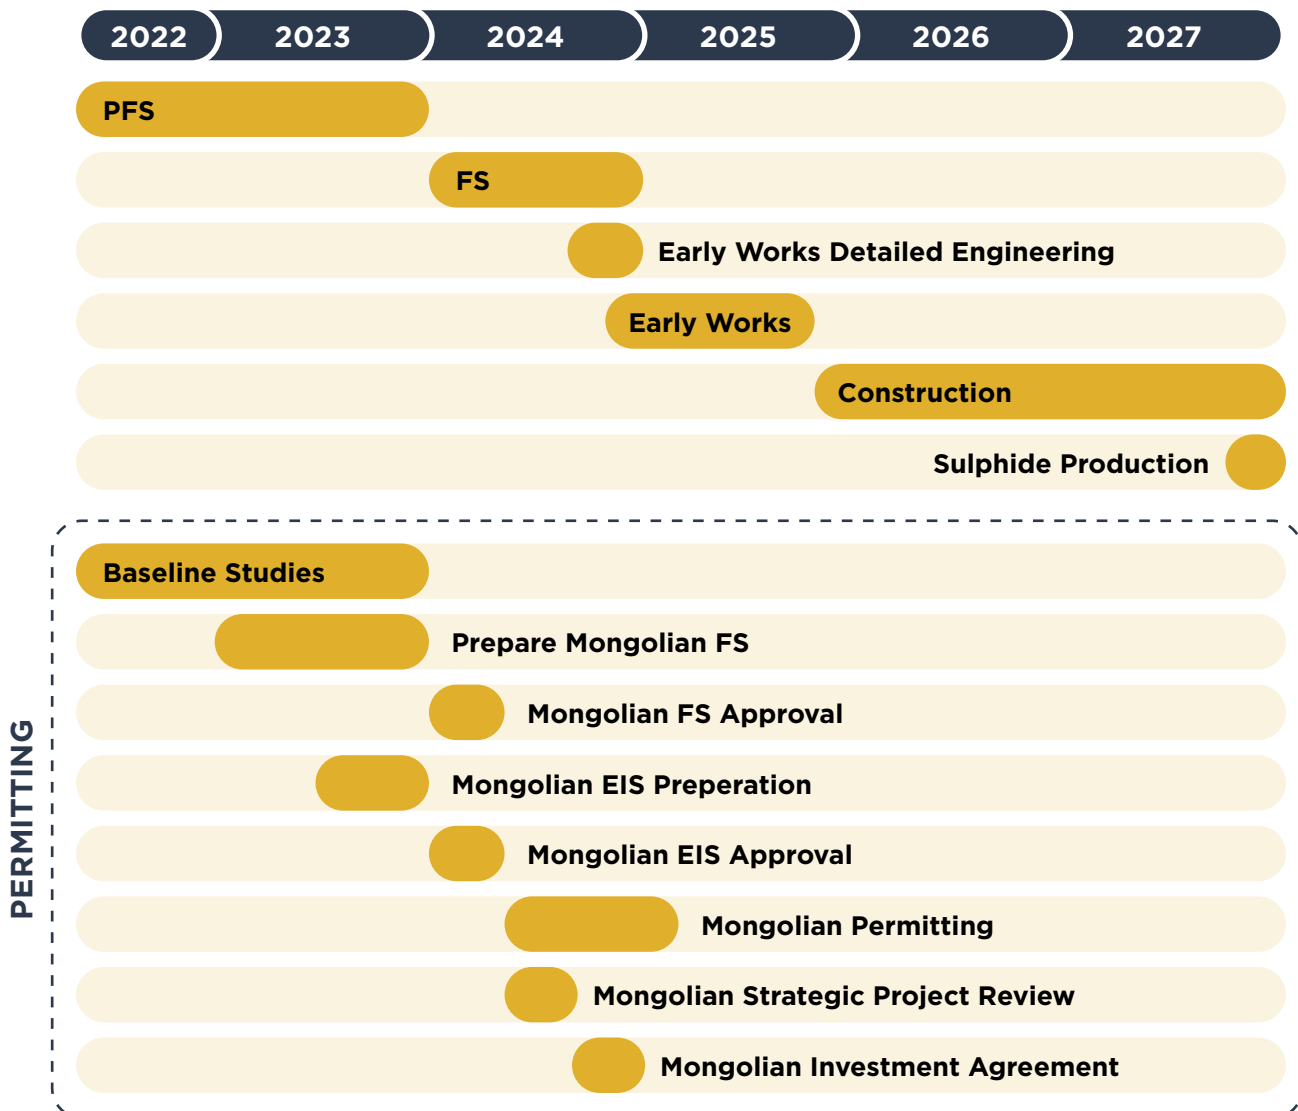 2022 2023 2024 2025 2026 2027
PFS
FS
Early Works Detailed Engineering
Early Works
Construction
Sulphide Production
PERMITTING
Baseline Studies
Prepare Mongolian FS
Mongolian FS Approval
Mongolian EIS Preperation
Mongolian EIS Approval
Mongolian Permitting
Mongolian Strategic Project Review
Mongolian Investment Agreement